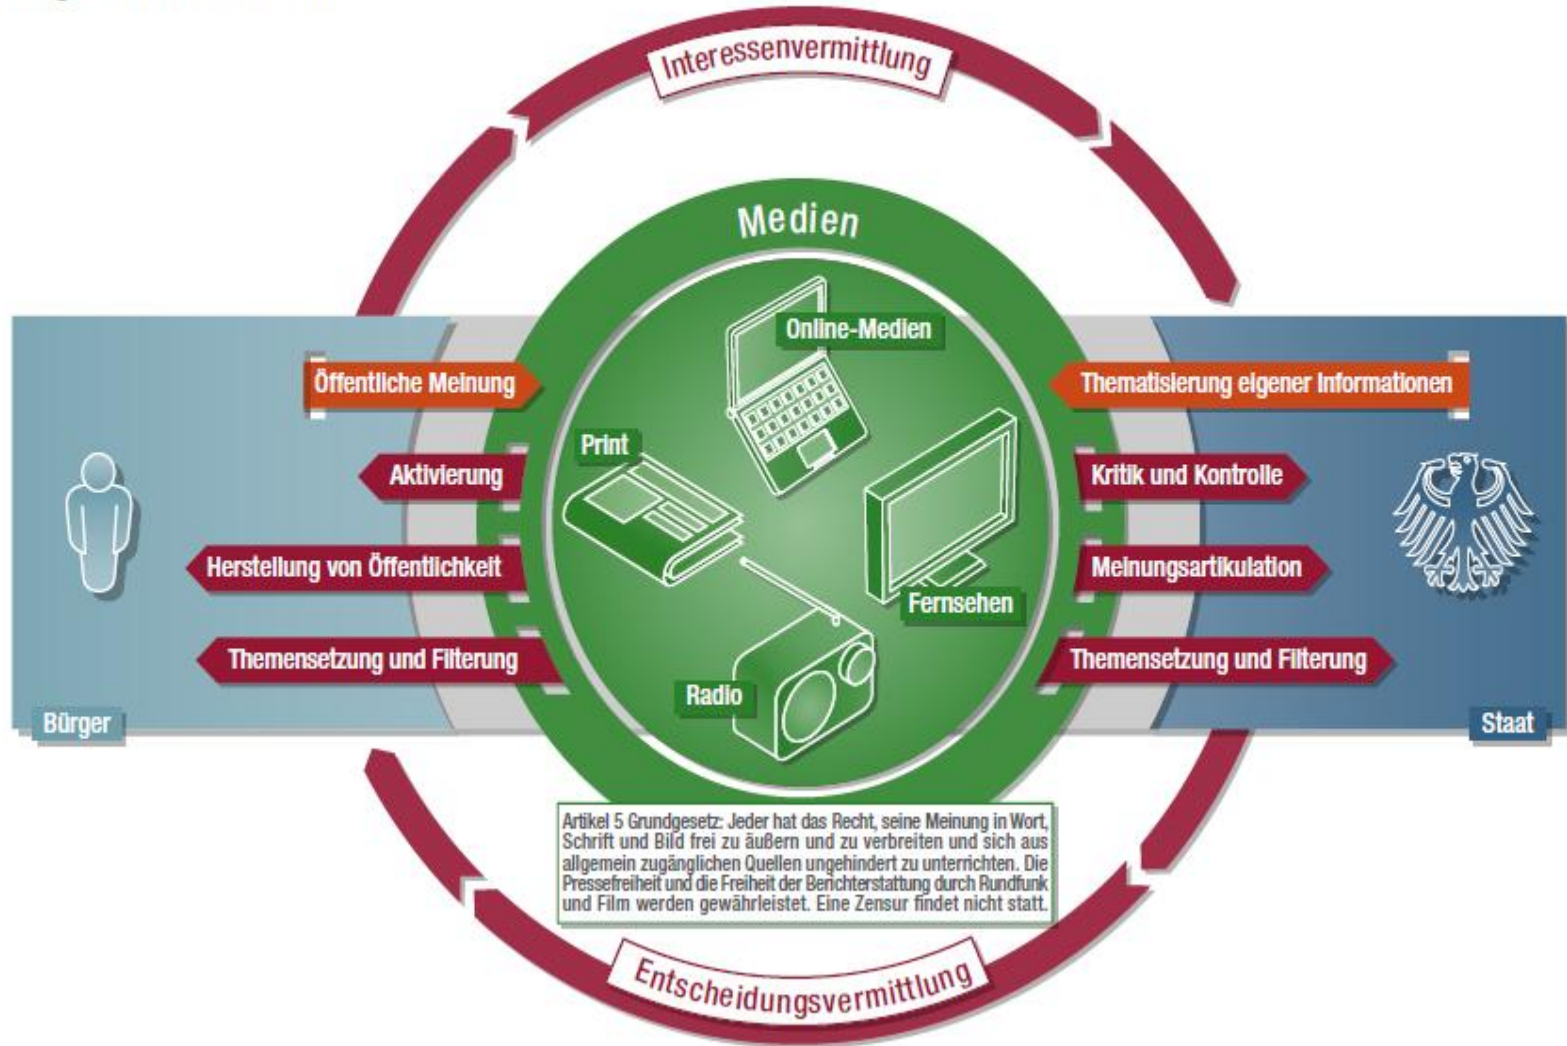 Interessenvermittlung
Medien
Online-Medien
Öffentliche Meinung
Thematisierung eigener Informationen
Print
Aktivierung
Kritik und Kontrolle
Herstellung von Öffentlichkeit
Meinungsartikulation
Fernsehen
Themensetzung und Filterung
Themensetzung und Filterung
Radio
Bürger
Staat
Artikel 5 Grundgesetz: Jeder hat das Recht, seine Meinung in Wort,
Schrift und Bild frei zu äußern und zu verbreiten und sich aus
allgemein zugänglichen Quellen ungehindert zu unterrichten. Die
Pressefreiheit und die Freiheit der Berichterstattung durch Rundfunk
und Film werden gewährleistet. Eine Zensur findet nicht statt.
Entscheidungsvermittlung